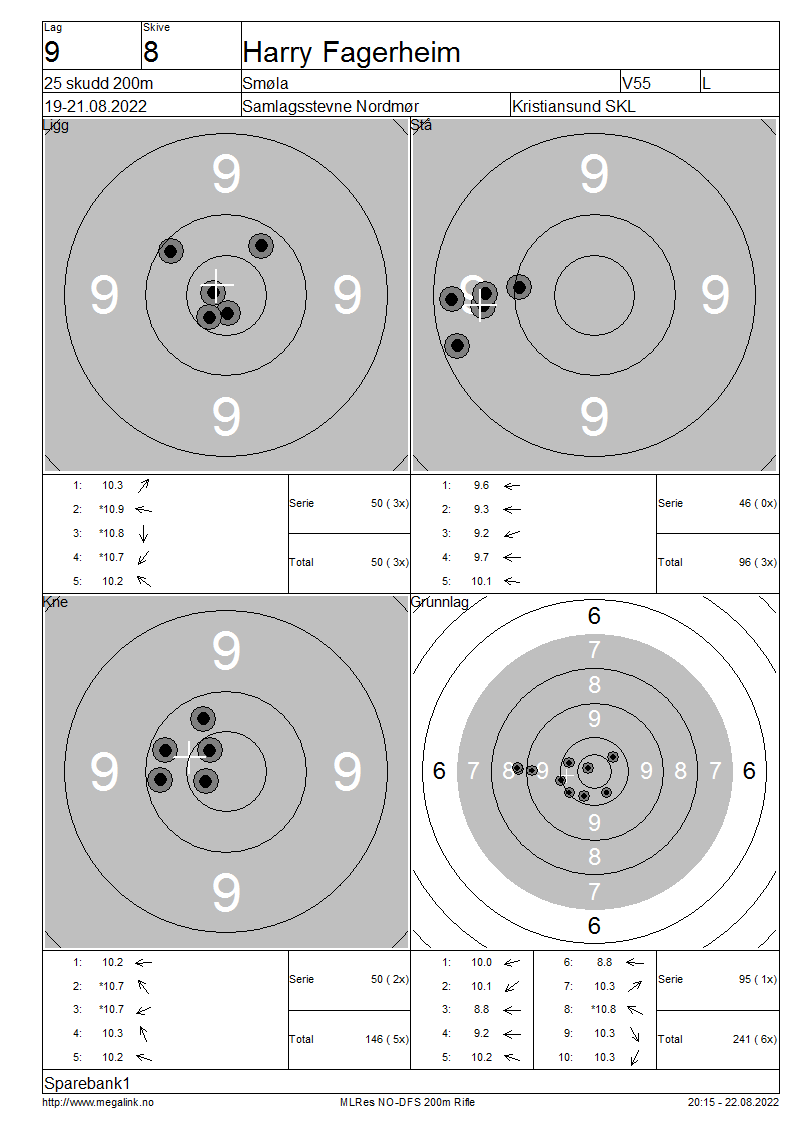 Lag Skive
9 8 Harry Fagerheim
25 skudd 200m Smøla V55 L
19-21.08.2022 Samlagsstevne Nordmør Kristiansund SKL
Ligg
9
9 9
9
Stå
9
9 9
9
1: 10.3
2: *10.9
3: *10.8
4: *10.7
5: 10.2
Serie 50 ( 3x)
Total 50 ( 3x)
1: 9.6
2: 9.3
3: 9.2
4: 9.7
5: 10.1
Serie 46 ( 0x)
Total 96 ( 3x)
Kne
9
9 9
9
Grunnlag
6
7
8
9
6 7 8 9 9 8 7 6
9
8
7
6
1: 10.2
2: *10.7
3: *10.7
4: 10.3
5: 10.2
Serie 50 ( 2x)
Total 146 ( 5x)
1: 10.0
2: 10.1
3: 8.8
4: 9.2
5: 10.2
6: 8.8
7: 10.3
8: *10.8
9: 10.3
10: 10.3
Serie 95 ( 1x)
Total 241 ( 6x)
Sparebank1
http://www.megalink.no MLRes NO-DFS 200m Rifle 20:15 - 22.08.2022